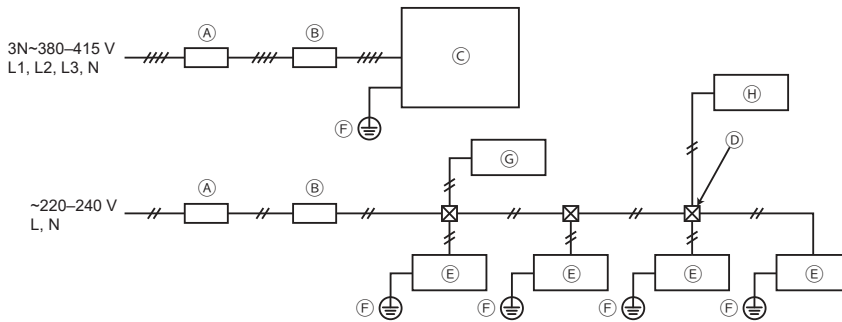 Ⓐ Ⓑ
3N~380–415 V
L1, L2, L3, N
Ⓒ
Ⓕ
Ⓗ
Ⓓ
Ⓖ
Ⓐ Ⓑ
~220–240 V
L, N
Ⓔ Ⓔ Ⓔ Ⓔ
Ⓕ Ⓕ Ⓕ Ⓕ